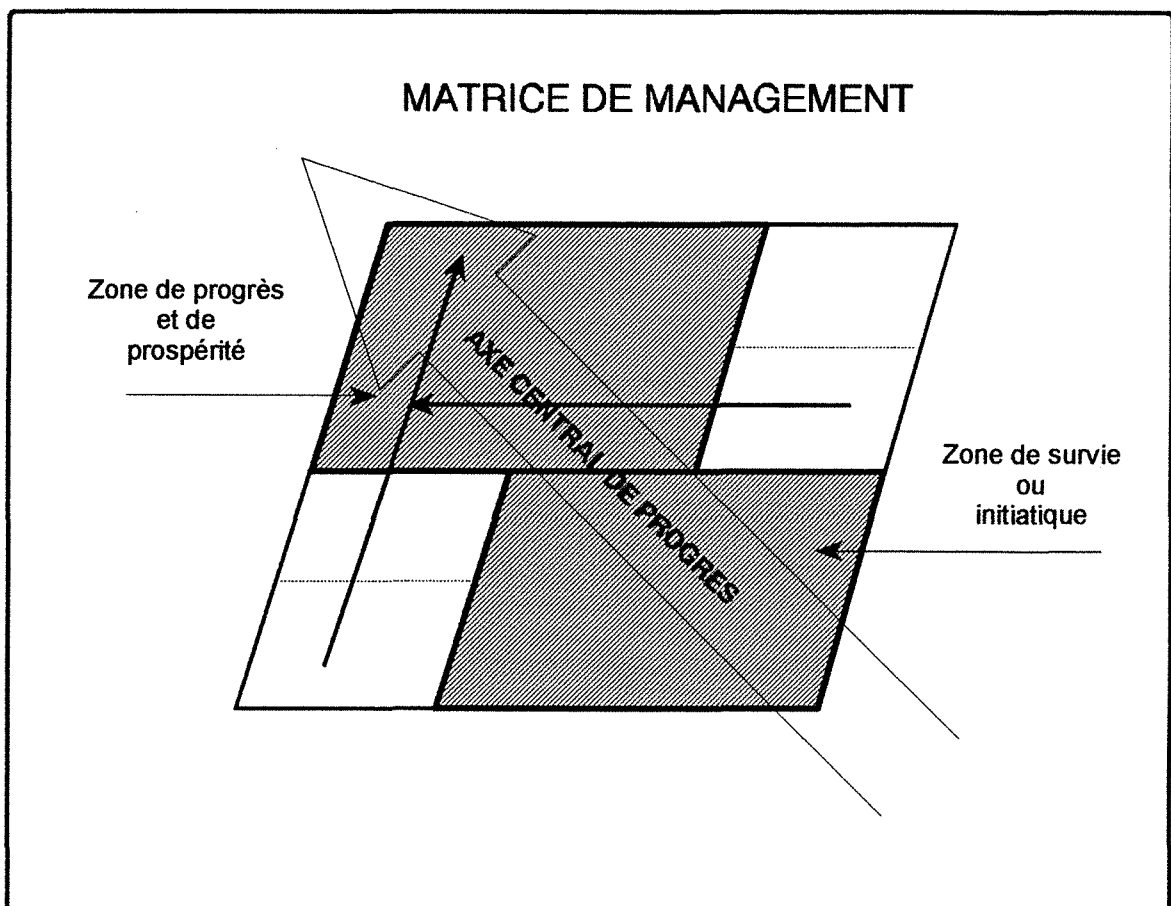 MATRICE DE MANAGEMENT
Zone de progrès
et de
prospérité
AXE CENTRAL DE PROGRES
Zone de survie
ou
initiatique